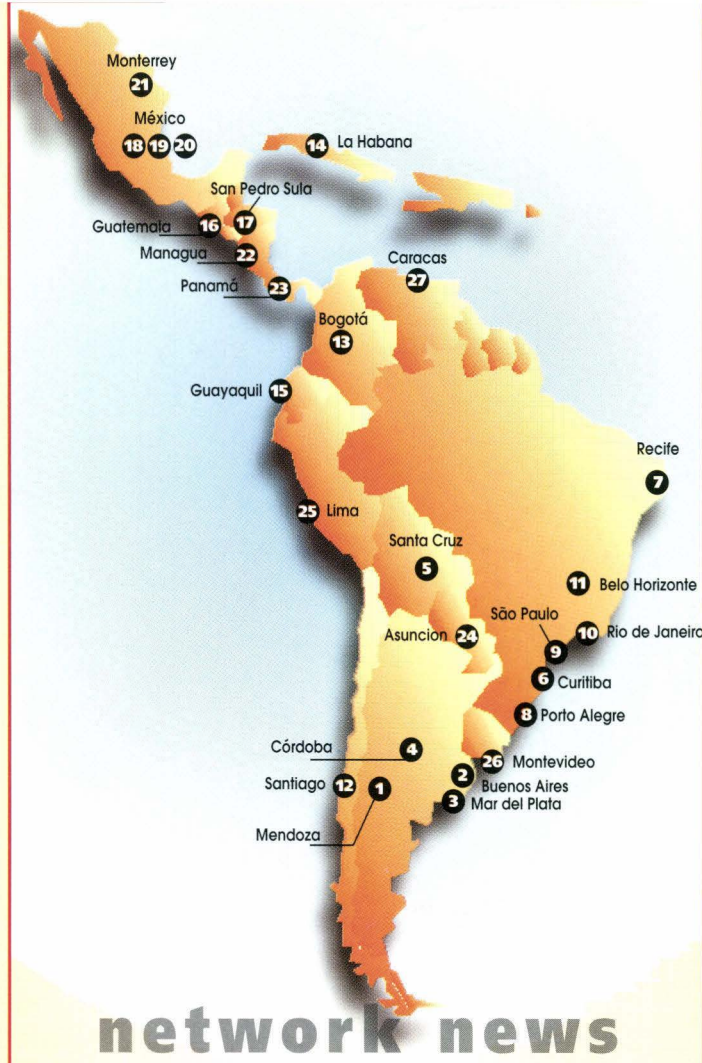 Monterrey
21
México
18 19 20
14 La Habana
San Pedro Sula
Guatemala 16 17
Managua 22
Caracas
Panamá 23
27
Bogotá
13
Guayaquil 15
Recife
7
25 Lima
Santa Cruz
5
11 Belo Horizonte
São Paulo
Asuncion 24
10 Rio de Janeiro
9
6 Curitiba
8 Porto Alegre
Córdoba 4
26 Montevideo
Santiago 12
1
2
Buenos Aires
3 Mar del Plata
Mendoza
network news